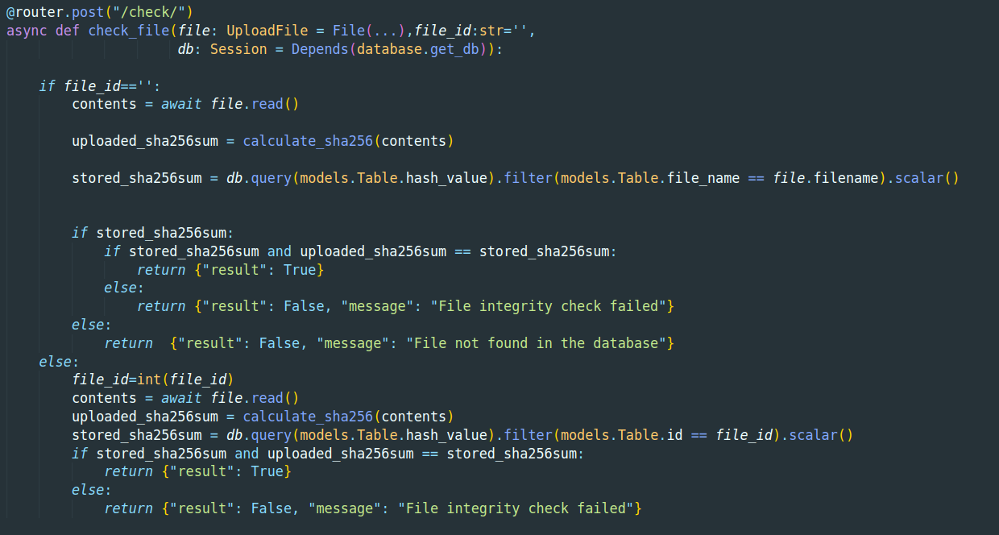 @router.post("/check/")
async def check_file(file: UploadFile = File(...),file_id:str='',
                     db: Session = Depends(database.get_db)):

    if file_id=='':
        contents = await file.read()

        uploaded_sha256sum = calculate_sha256(contents)

        stored_sha256sum = db.query(models.Table.hash_value).filter(models.Table.file_name == file.filename).scalar()


        if stored_sha256sum:
            if stored_sha256sum and uploaded_sha256sum == stored_sha256sum:
                return {"result": True}
            else:
                return {"result": False, "message": "File integrity check failed"}
        else:
            return  {"result": False, "message": "File not found in the database"}
    else:
        file_id=int(file_id)
        contents = await file.read()
        uploaded_sha256sum = calculate_sha256(contents)
        stored_sha256sum = db.query(models.Table.hash_value).filter(models.Table.id == file_id).scalar()
        if stored_sha256sum and uploaded_sha256sum == stored_sha256sum:
            return {"result": True}
        else:
            return {"result": False, "message": "File integrity check failed"}